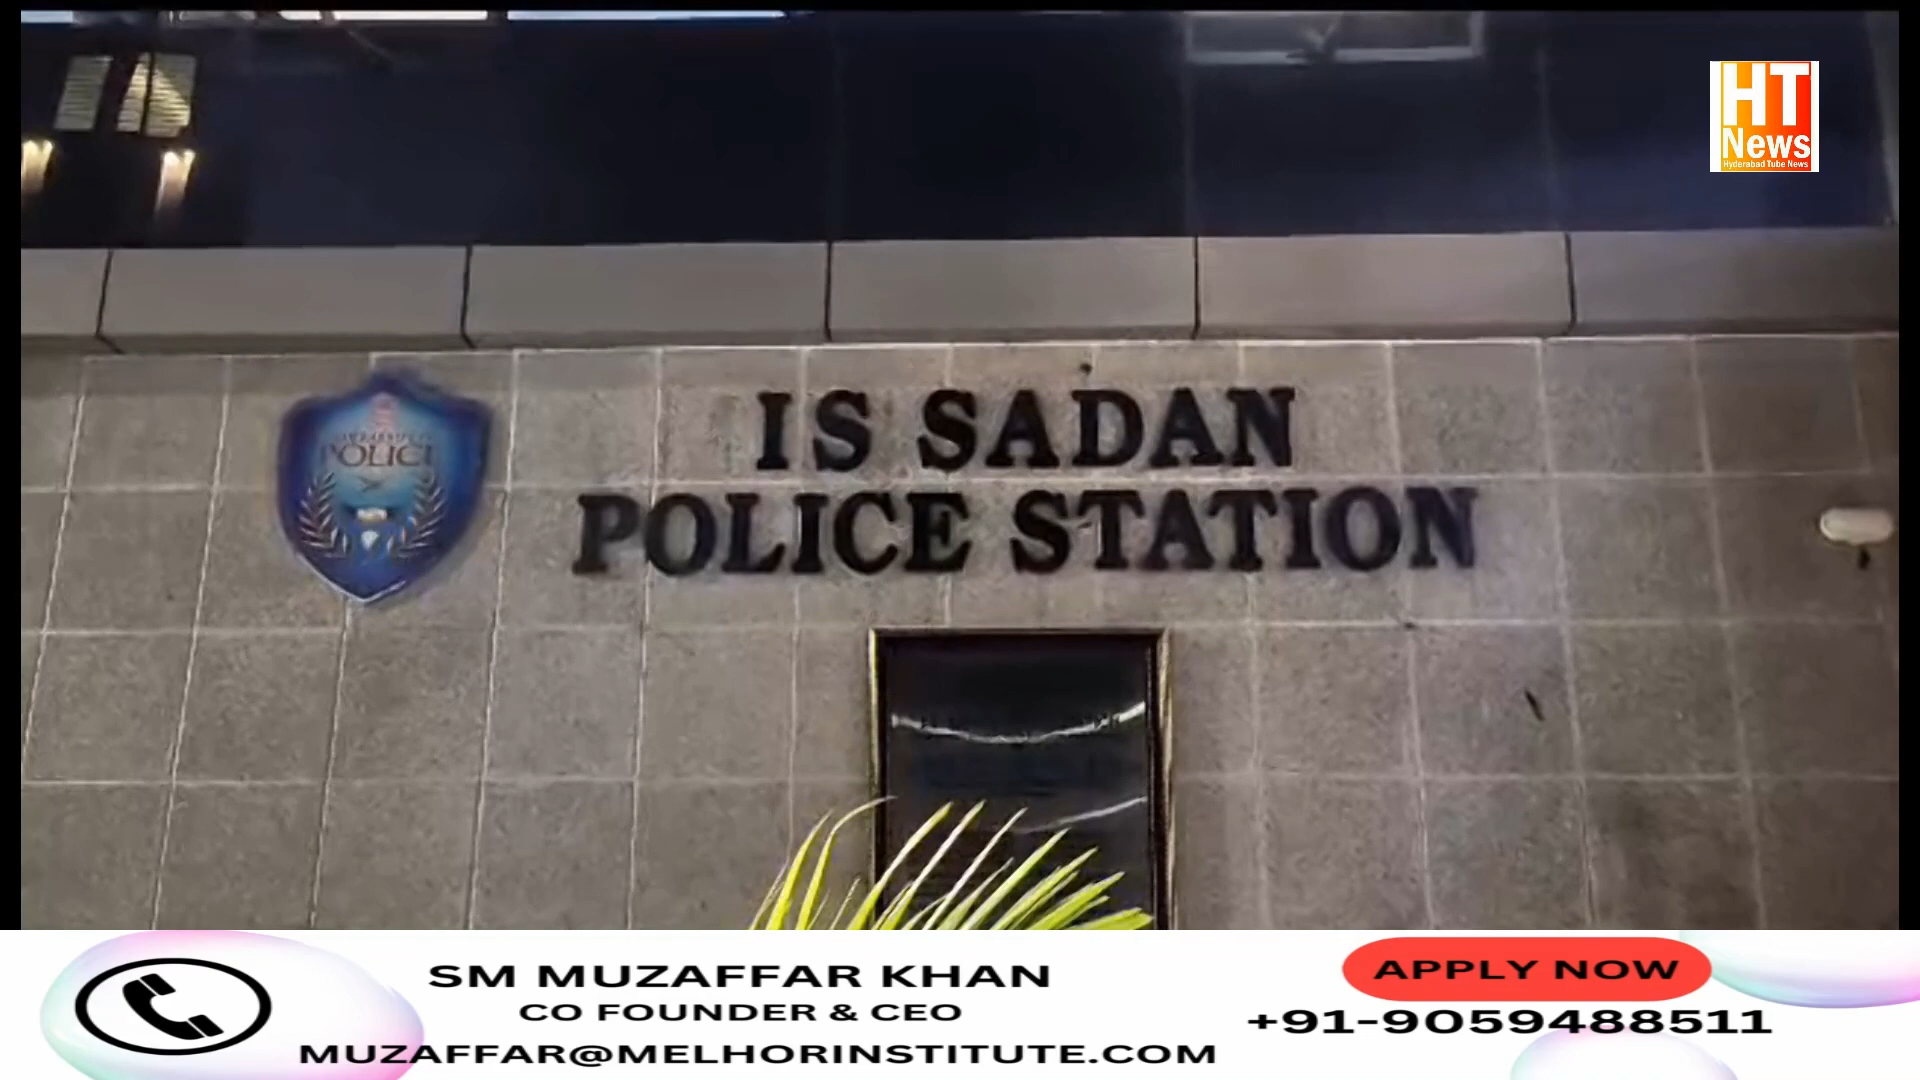 HT
News
Hyderabad Tube News
POLICE
IS SADAN
POLICE STATION
SM MUZAFFAR KHAN
CO FOUNDER & CEO
MUZAFFAR@MELHORINSTITUTE.COM
APPLY NOW
+91-9059488511